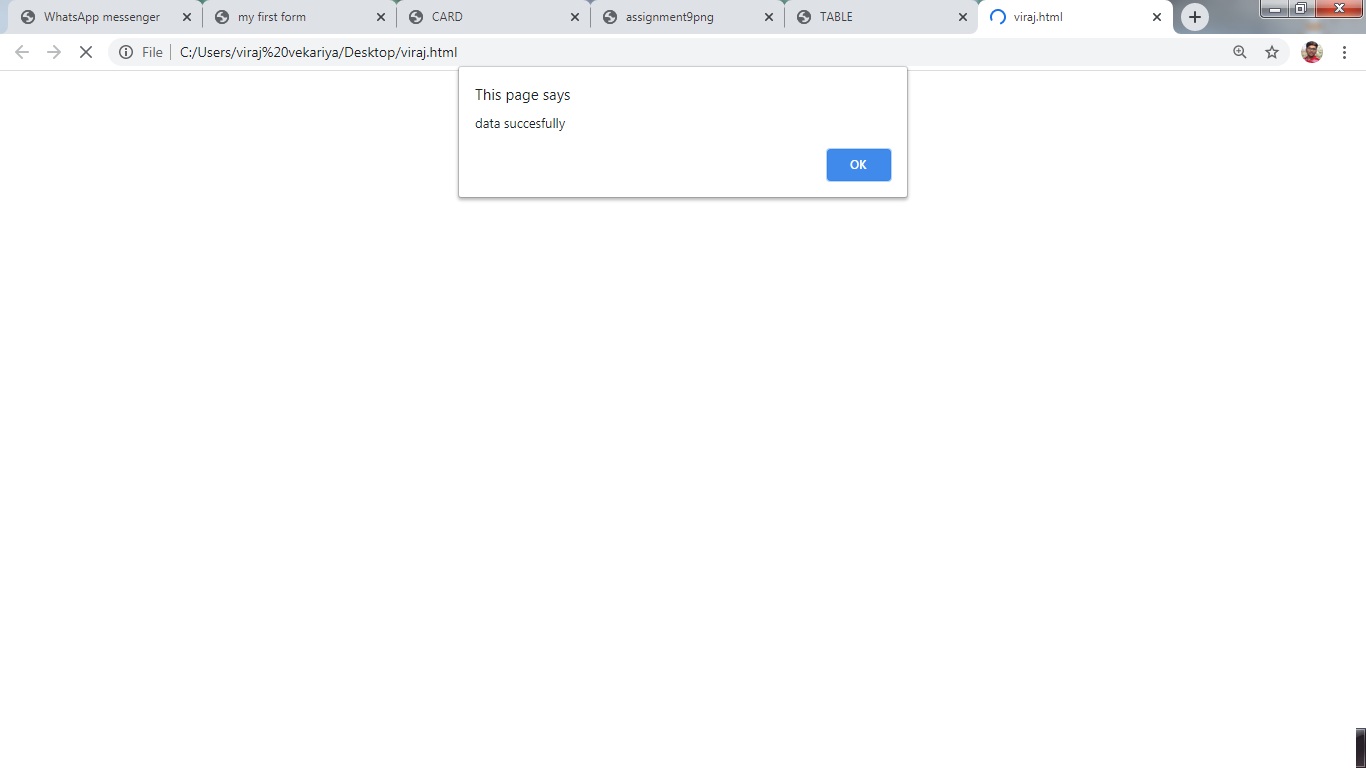 WhatsApp messenger
my first form
CARD
assignment9png
TABLE
viraj.html
File
C:/Users/viraj%20vekariya/Desktop/viraj.html
This page says
data succesfully
OK